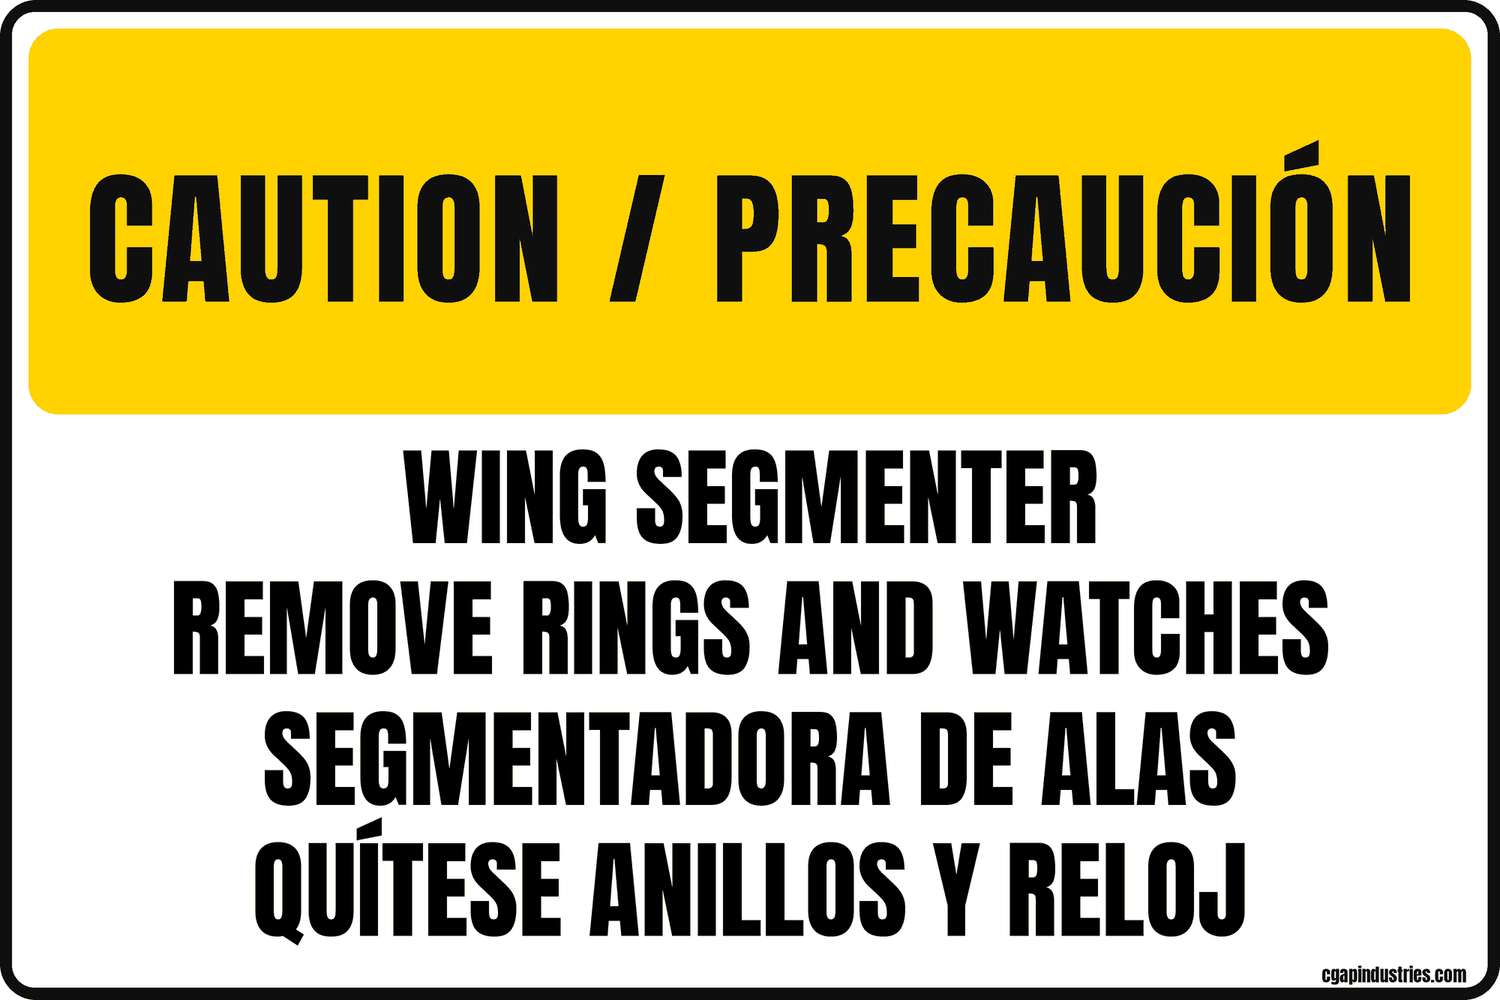 CAUTION / PRECAUCIÓN
WING SEGMENTER
REMOVE RINGS AND WATCHES
SEGMENTADORA DE ALAS
QUÍTESE ANILLOS Y RELOJ
cgapindustries.com